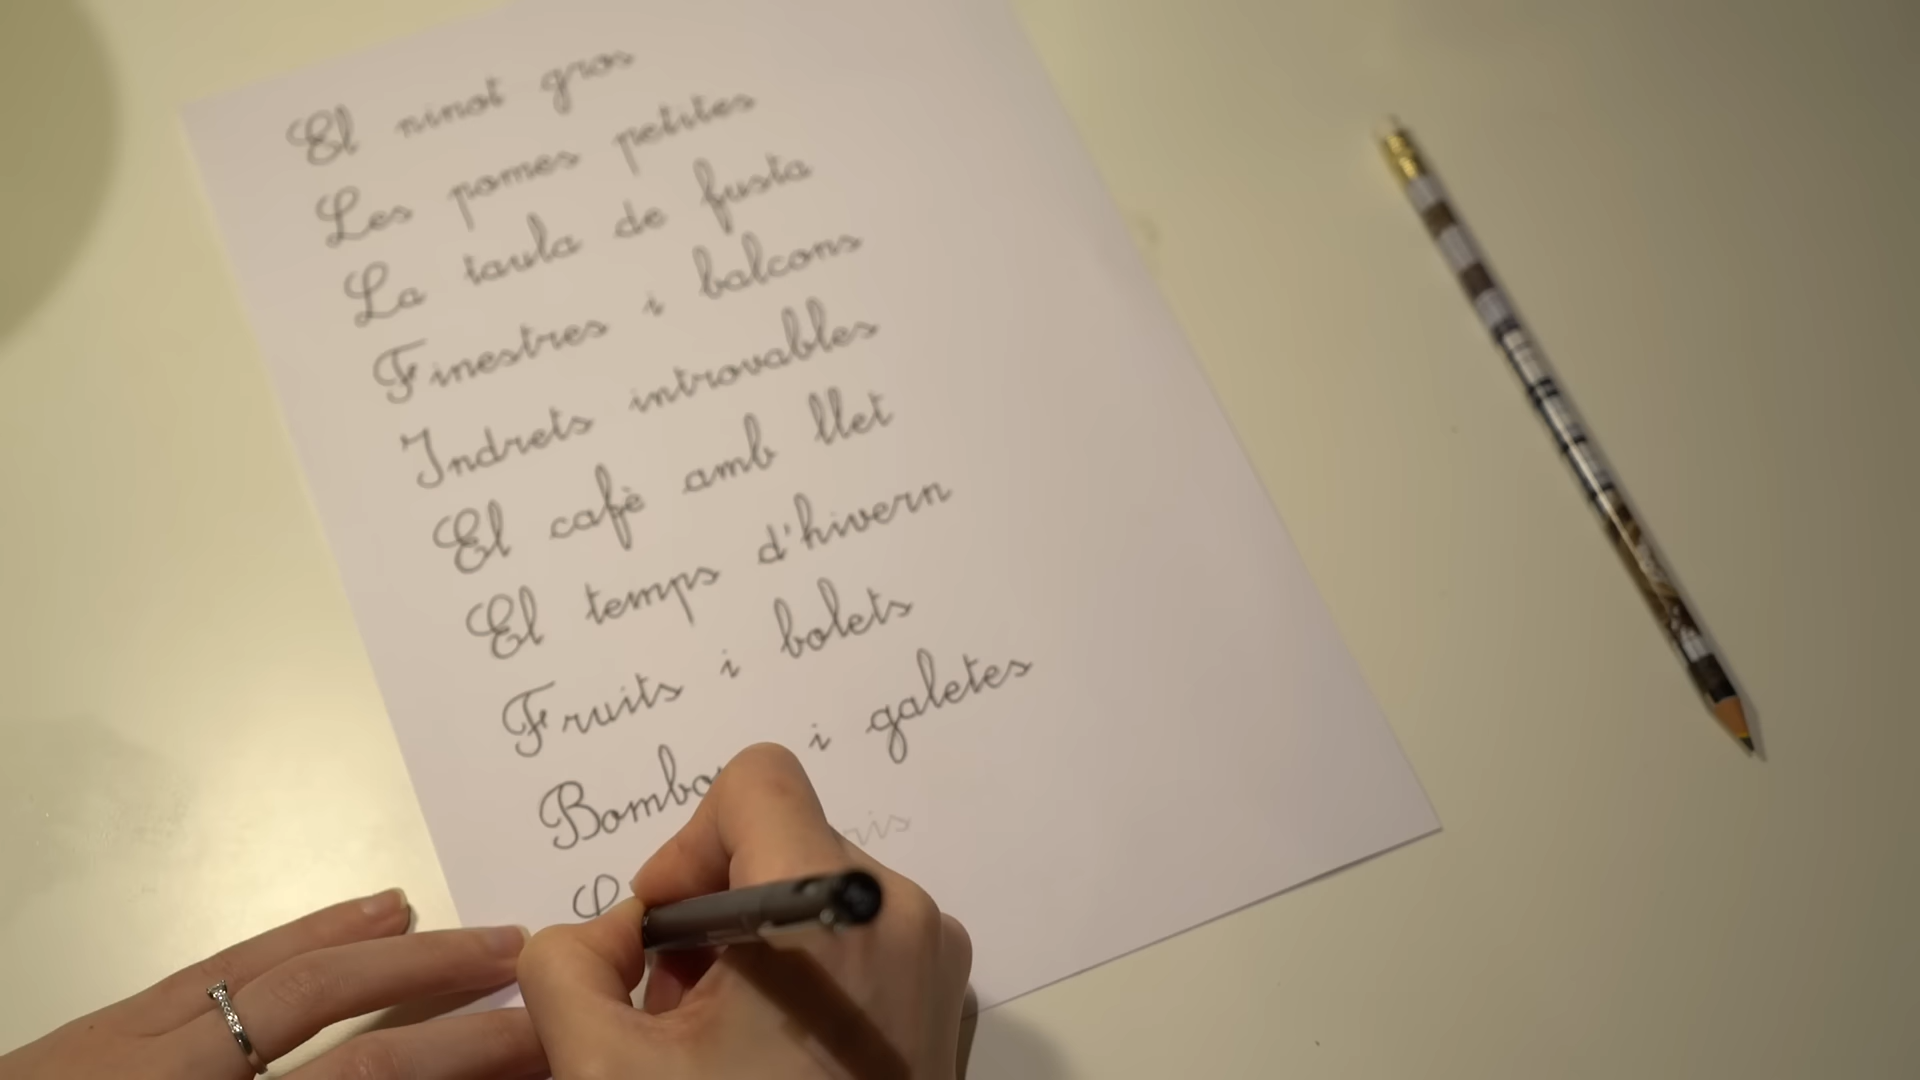 El ninot gros
Les pomes petites
La taula de fusta
Finestres i balcons
Indrets introvables
El cafè amb llet
El temps d'hivern
Fruits i bolets
i galetes